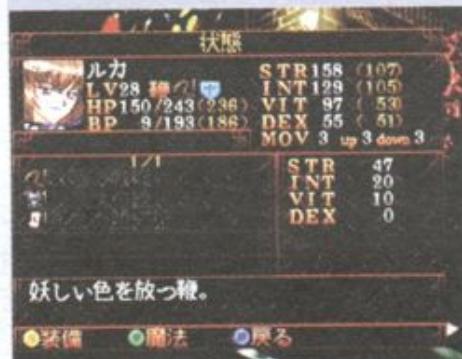 状態
ルカ
LV28
HP150/243(236)
BP 9/193(186)
STR158 (107)
INT129 (105)
VIT 97 (53)
DEX 55 (51)
MOV 3 up 3 down 3
1/1
STR 47
INT 20
VIT 10
DEX 0
妖しい色を放つ鞭。
装備 魔法 戻る